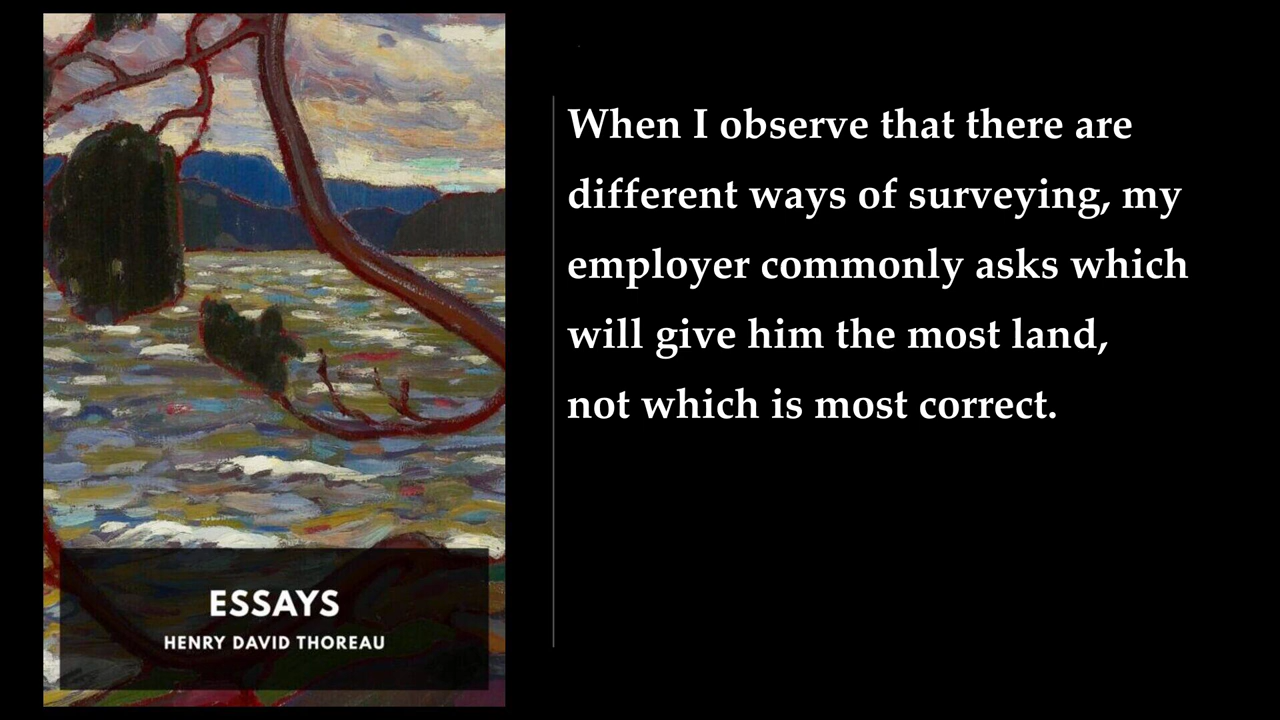 ESSAYS
HENRY DAVID THOREAU
When I observe that there are
different ways of surveying, my
employer commonly asks which
will give him the most land,
not which is most correct.